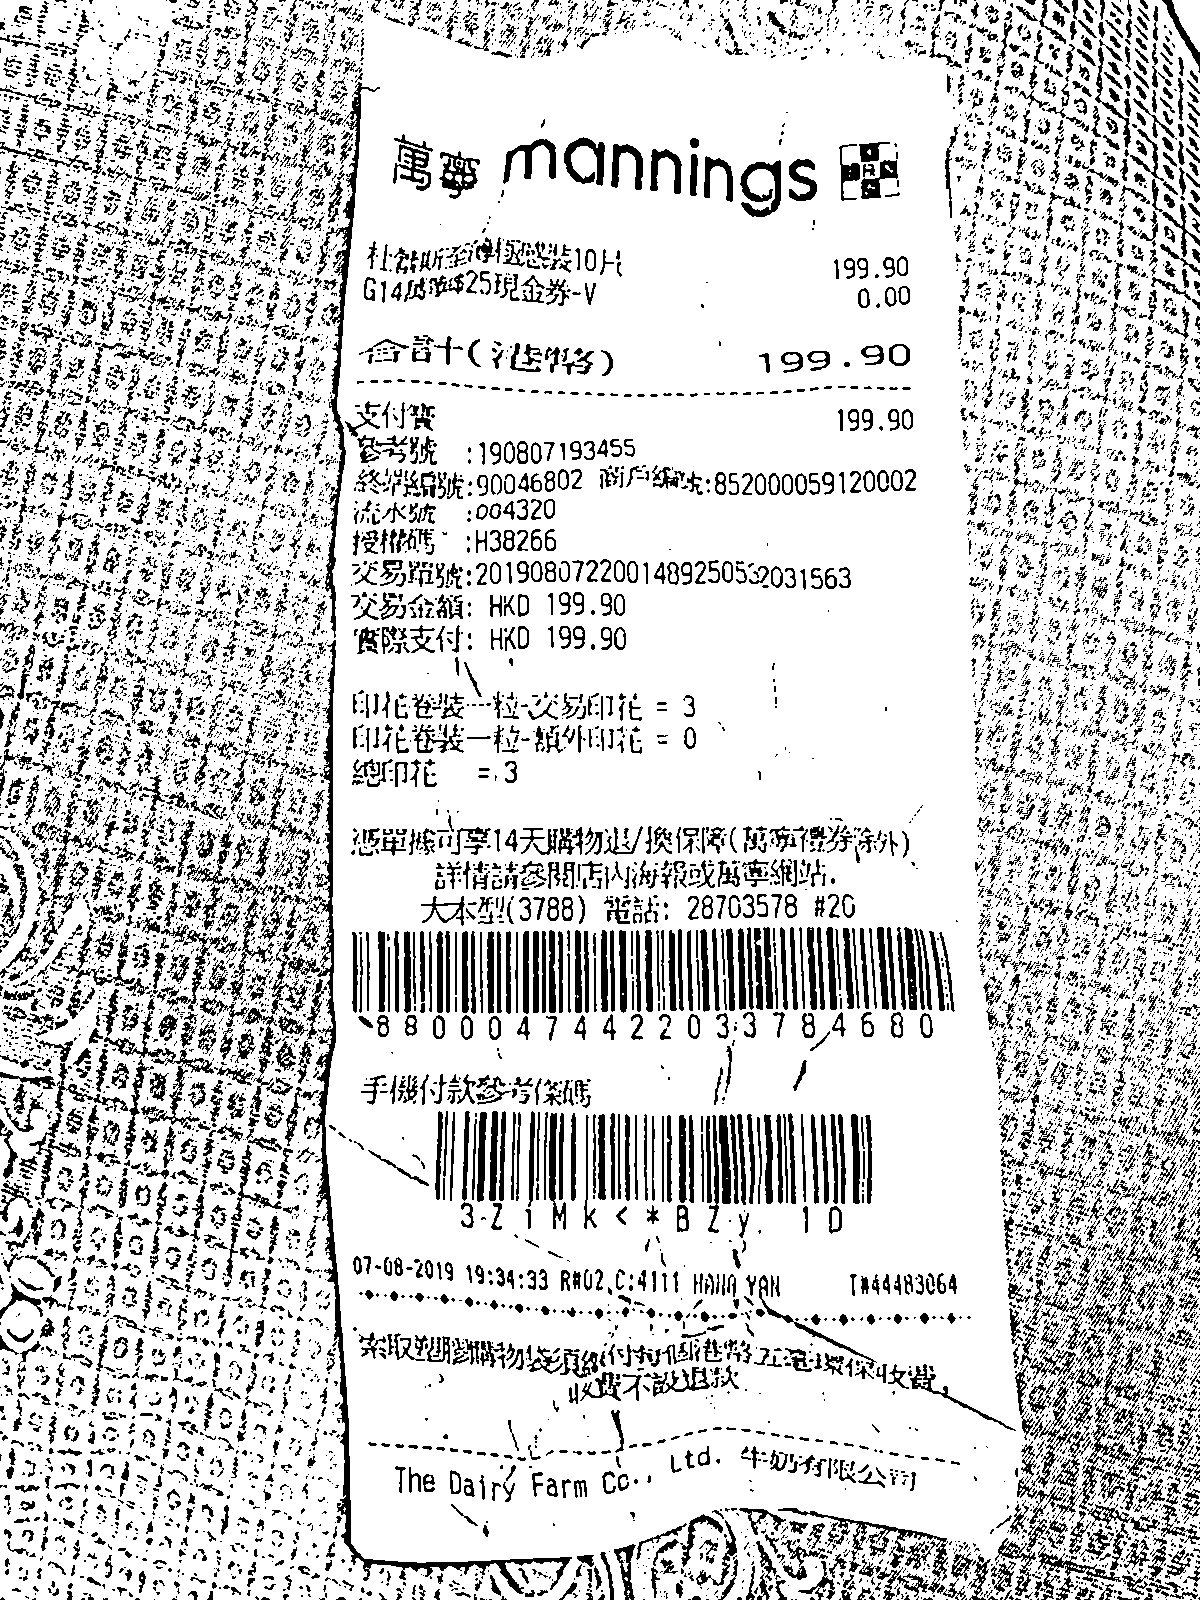 萬寧 mannings
杜蕾斯至薄極感裝10片 199.90
G14萬寧$25現金券-V 0.00
合計(港幣) 199.90
支付寶 199.90
參考號 :190807193455
終端編號:90046802 商戶編號:852000059120002
流水號 :004320
授權碼 :H38266
交易單號:2019080722001489250532031563
交易金額: HKD 199.90
實際支付: HKD 199.90
印花卷裝一粒-交易印花 = 3
印花卷裝一粒-額外印花 = 0
總印花 = 3
憑單據可享14天購物退/換保障(萬寧禮券除外)
詳情請參閱店內海報或萬寧網站.
大本型(3788) 電話: 28703578 #20
88000474422033784680
手機付款參考條碼
3ZiMk<*BZy 10
07-08-2019 19:34:33 R#02 C:4111 HANA YAN T#44483064
索取塑膠購物袋須繳付每個港幣五毫環保收費,
收費不設退款
The Dairy Farm Co., Ltd. 牛奶有限公司